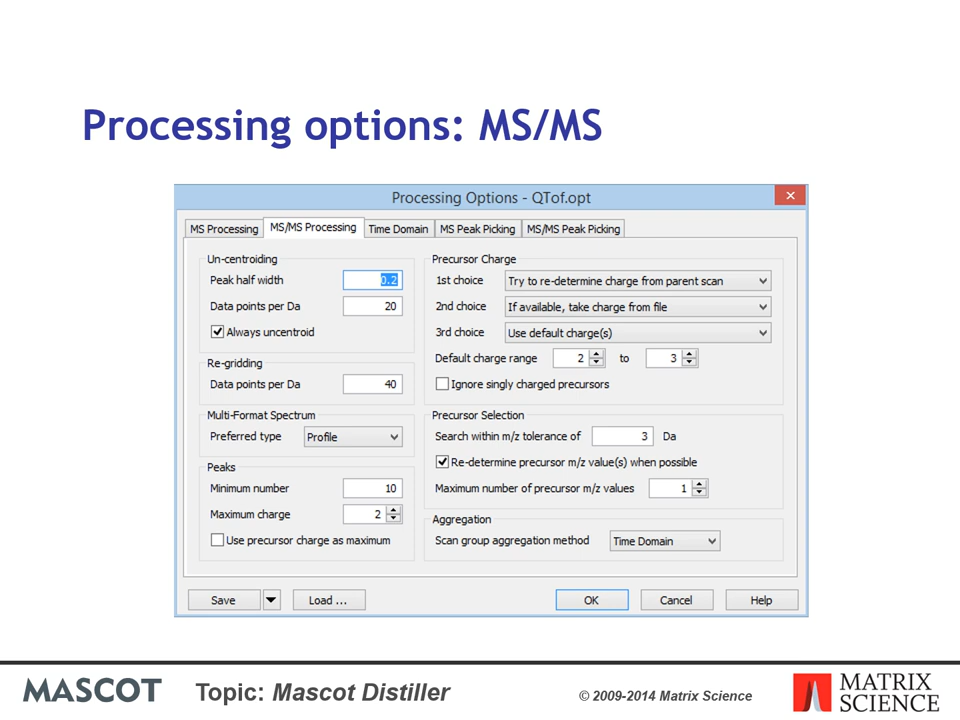 Processing options: MS/MS
Processing Options - QTof.opt
MS Processing
MS/MS Processing
Time Domain
MS Peak Picking
MS/MS Peak Picking
Un-centroiding
Peak half width 0.2
Data points per Da 20
Always uncentroid
Re-gridding
Data points per Da 40
Multi-Format Spectrum
Preferred type Profile
Peaks
Minimum number 10
Maximum charge 2
Use precursor charge as maximum
Precursor Charge
1st choice Try to re-determine charge from parent scan
2nd choice If available, take charge from file
3rd choice Use default charge(s)
Default charge range 2 to 3
Ignore singly charged precursors
Precursor Selection
Search within m/z tolerance of 3 Da
Re-determine precursor m/z value(s) when possible
Maximum number of precursor m/z values 1
Aggregation
Scan group aggregation method Time Domain
Save
Load ...
OK
Cancel
Help
MASCOT
Topic: Mascot Distiller
© 2009-2014 Matrix Science
MATRIX
SCIENCE